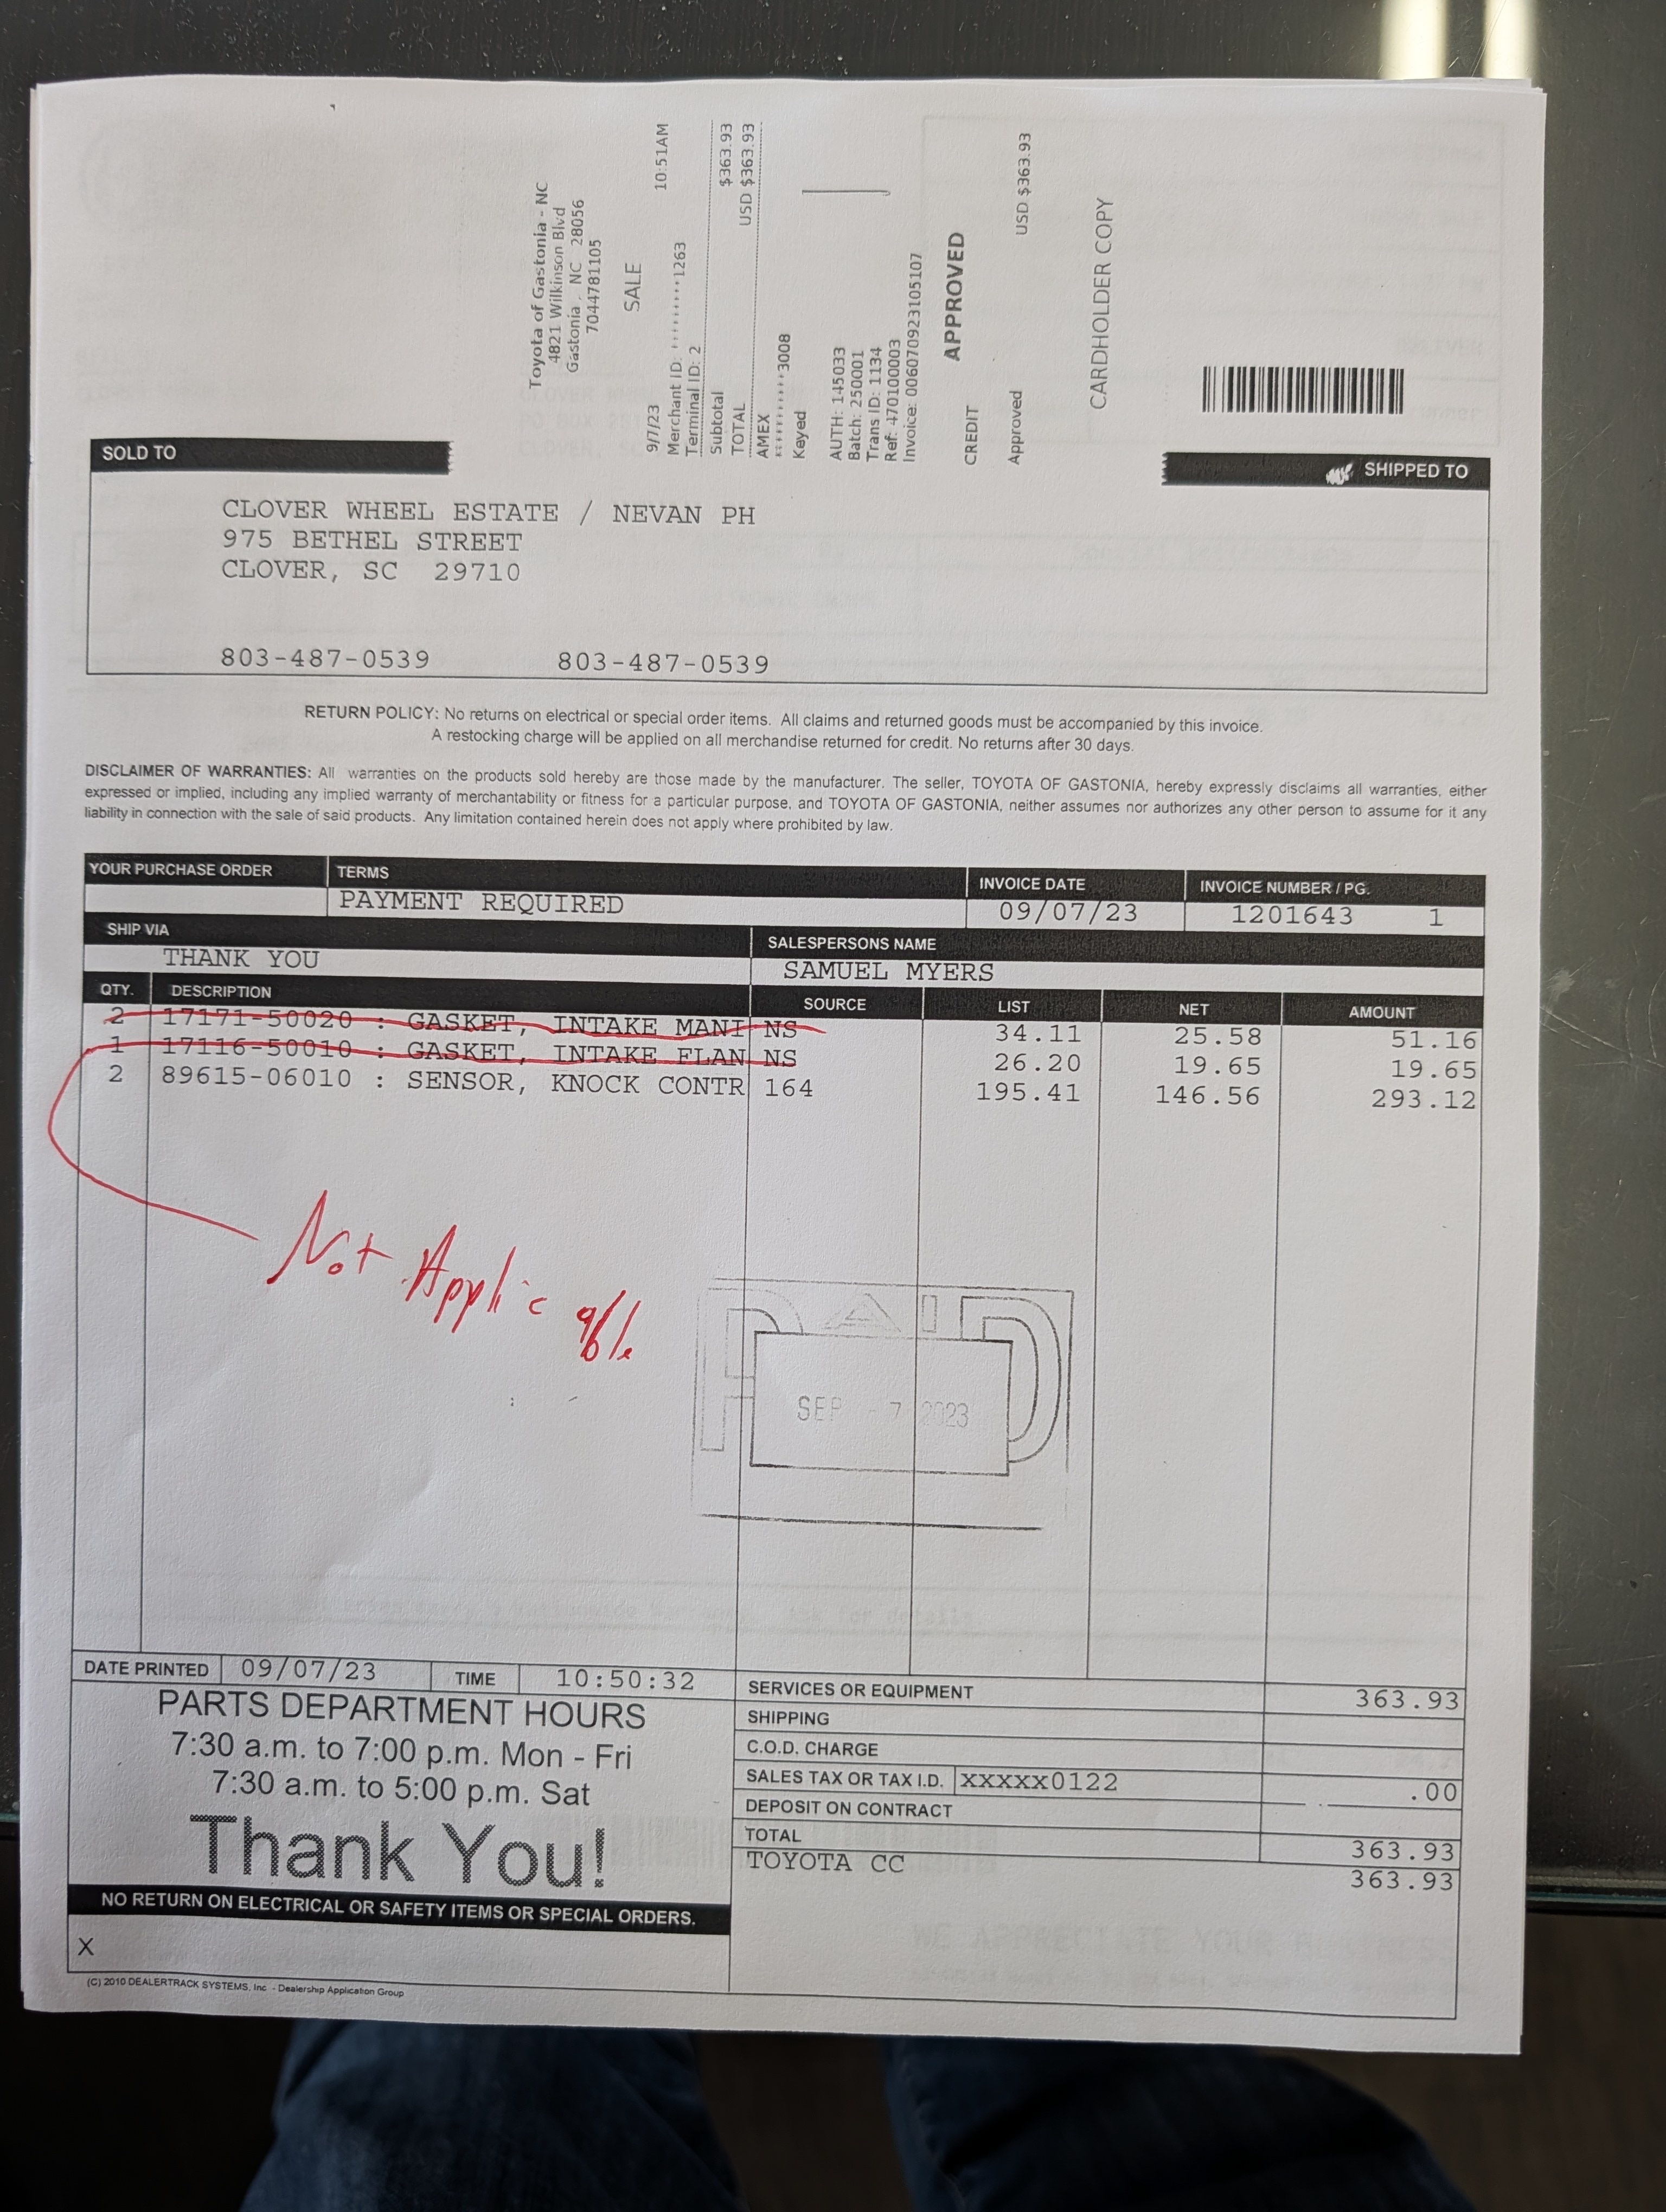 Toyota of Gastonia - NC
4821 Wilkinson Blvd
Gastonia , NC 28056
7044781105
SALE
9/7/23 10:51AM
Merchant ID: ********1263
Terminal ID: 2
Subtotal $363.93
TOTAL USD $363.93
AMEX
***********3008
Keyed
AUTH: 145033
Batch: 250001
Trans ID: 1134
Ref: 470100003
Invoice: 006070923105107
APPROVED
CREDIT
Approved USD $363.93
CARDHOLDER COPY
SOLD TO
SHIPPED TO
CLOVER WHEEL ESTATE / NEVAN PH
975 BETHEL STREET
CLOVER, SC 29710
803-487-0539 803-487-0539
RETURN POLICY: No returns on electrical or special order items. All claims and returned goods must be accompanied by this invoice.
A restocking charge will be applied on all merchandise returned for credit. No returns after 30 days.
DISCLAIMER OF WARRANTIES: All warranties on the products sold hereby are those made by the manufacturer. The seller, TOYOTA OF GASTONIA, hereby expressly disclaims all warranties, either
expressed or implied, including any implied warranty of merchantability or fitness for a particular purpose, and TOYOTA OF GASTONIA, neither assumes nor authorizes any other person to assume for it any
liability in connection with the sale of said products. Any limitation contained herein does not apply where prohibited by law.
YOUR PURCHASE ORDER TERMS INVOICE DATE INVOICE NUMBER / PG.
PAYMENT REQUIRED 09/07/23 1201643 1
SHIP VIA SALESPERSONS NAME
THANK YOU SAMUEL MYERS
QTY. DESCRIPTION SOURCE LIST NET AMOUNT
2 17171-50020 : GASKET, INTAKE MANI NS 34.11 25.58 51.16
1 17116-50010 : GASKET, INTAKE FLAN NS 26.20 19.65 19.65
2 89615-06010 : SENSOR, KNOCK CONTR 164 195.41 146.56 293.12
Not Applicable
PAID
SEP - 7 2023
DATE PRINTED 09/07/23 TIME 10:50:32
PARTS DEPARTMENT HOURS
7:30 a.m. to 7:00 p.m. Mon - Fri
7:30 a.m. to 5:00 p.m. Sat
Thank You!
NO RETURN ON ELECTRICAL OR SAFETY ITEMS OR SPECIAL ORDERS.
X
SERVICES OR EQUIPMENT 363.93
SHIPPING
C.O.D. CHARGE
SALES TAX OR TAX I.D. XXXXX0122 .00
DEPOSIT ON CONTRACT
TOTAL 363.93
TOYOTA CC 363.93
(C) 2010 DEALERTRACK SYSTEMS, Inc - Dealership Application Group